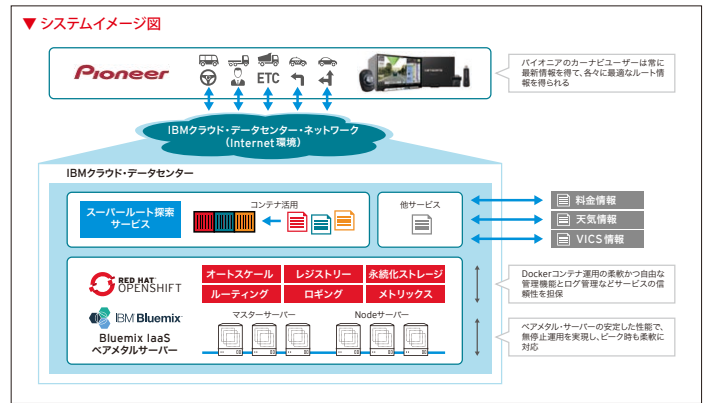 ▼ システムイメージ図
Pioneer
ETC
パイオニアのカーナビユーザーは常に
最新情報を得て、各々に最適なルート情
報を得られる
IBMクラウド・データセンター・ネットワーク
（Internet環境）
IBMクラウド・データセンター
スーパールート探索
サービス
コンテナ活用
他サービス
料金情報
天気情報
VICS情報
RED HAT
OPENSHIFT
オートスケール
レジストリー
永続化ストレージ
ルーティング
ロギング
メトリックス
Dockerコンテナ運用の柔軟かつ自由な
管理機能とログ管理などサービスの信
頼性を担保
IBM Bluemix
Bluemix IaaS
ベアメタルサーバー
マスターサーバー
Nodeサーバー
ベアメタル・サーバーの安定した性能で、
無停止運用を実現し、ピーク時も柔軟に
対応